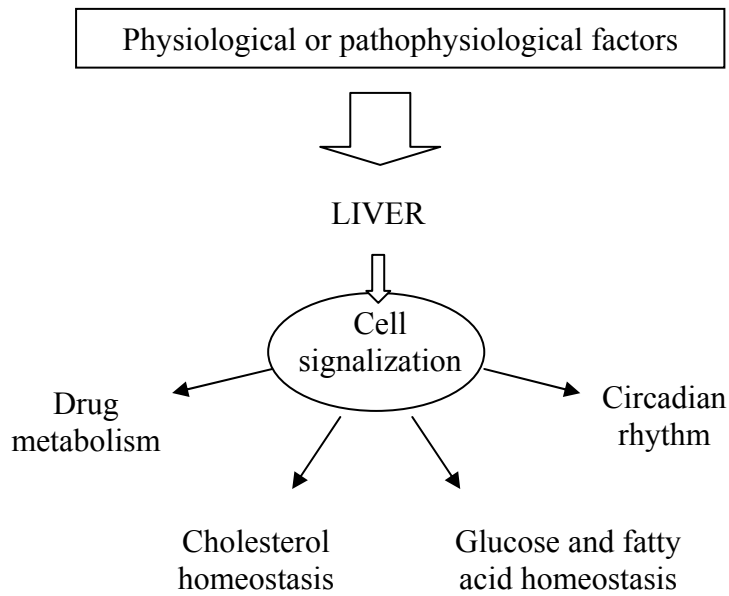 Physiological or pathophysiological factors
LIVER
Cell
signalization
Drug
metabolism
Circadian
rhythm
Cholesterol
homeostasis
Glucose and fatty
acid homeostasis